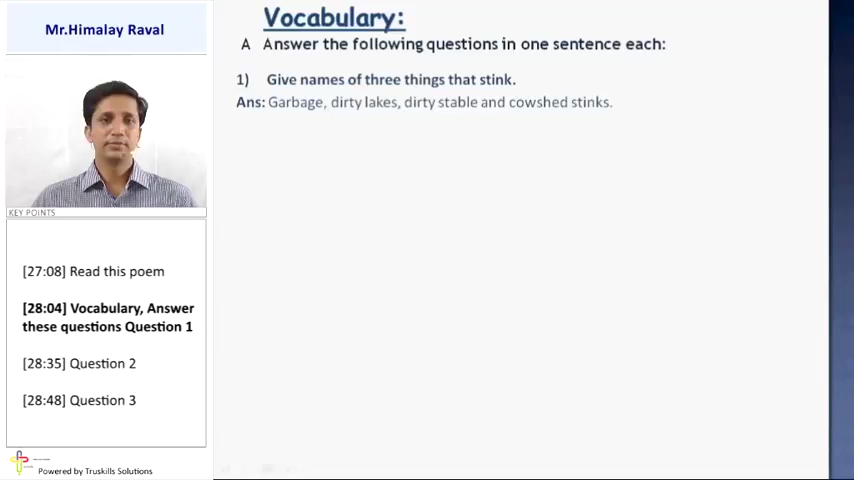 Mr.Himalay Raval
Vocabulary:
A Answer the following questions in one sentence each:
1) Give names of three things that stink.
Ans: Garbage, dirty lakes, dirty stable and cowshed stinks.
KEY POINTS
[27:08] Read this poem
[28:04] Vocabulary, Answer
these questions Question 1
[28:35] Question 2
[28:48] Question 3
Powered by Truskills Solutions